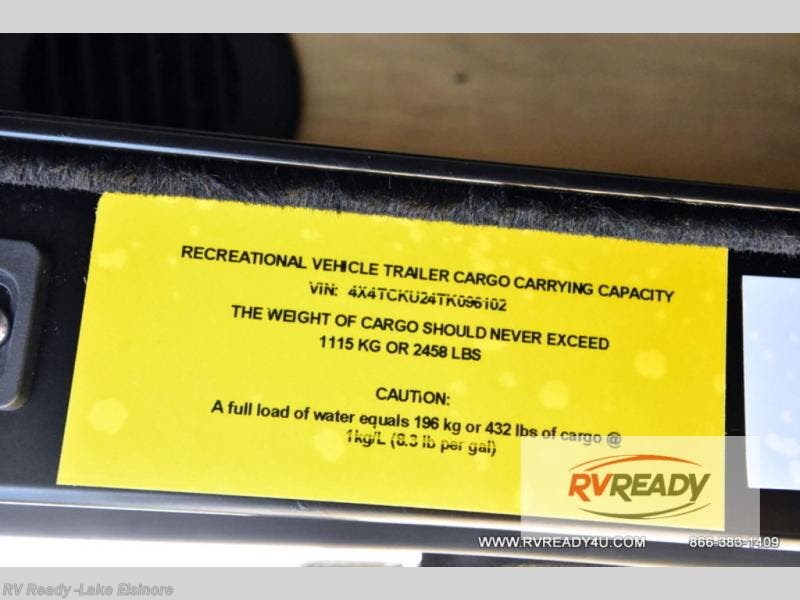 RECREATIONAL VEHICLE TRAILER CARGO CARRYING CAPACITY
VIN: 4X4TCKU24TK096102
THE WEIGHT OF CARGO SHOULD NEVER EXCEED
1115 KG OR 2458 LBS
CAUTION:
A full load of water equals 196 kg or 432 lbs of cargo @
1kg/L (8.3 lb per gal)
RVREADY
WWW.RVREADY4U.COM 866-383-1409
RV Ready -Lake Elsinore